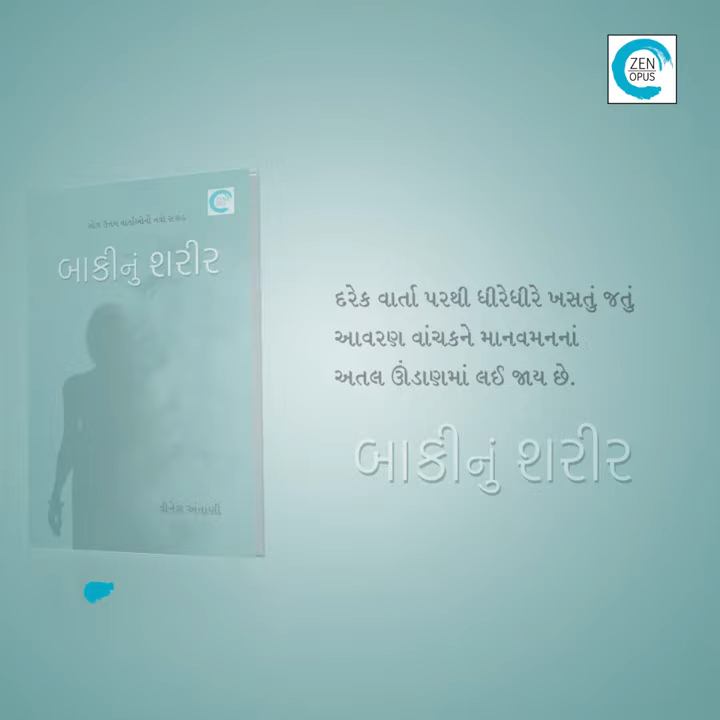 ZEN
OPUS
બાકીનું શરીર
વીનેશ અંતાણી
દરેક વાર્તા પરથી ધીરેધીરે ખસતું જતું
આવરણ વાંચકને માનવમનનાં
અતલ ઊંડાણમાં લઈ જાય છે.
બાકીનું શરીર